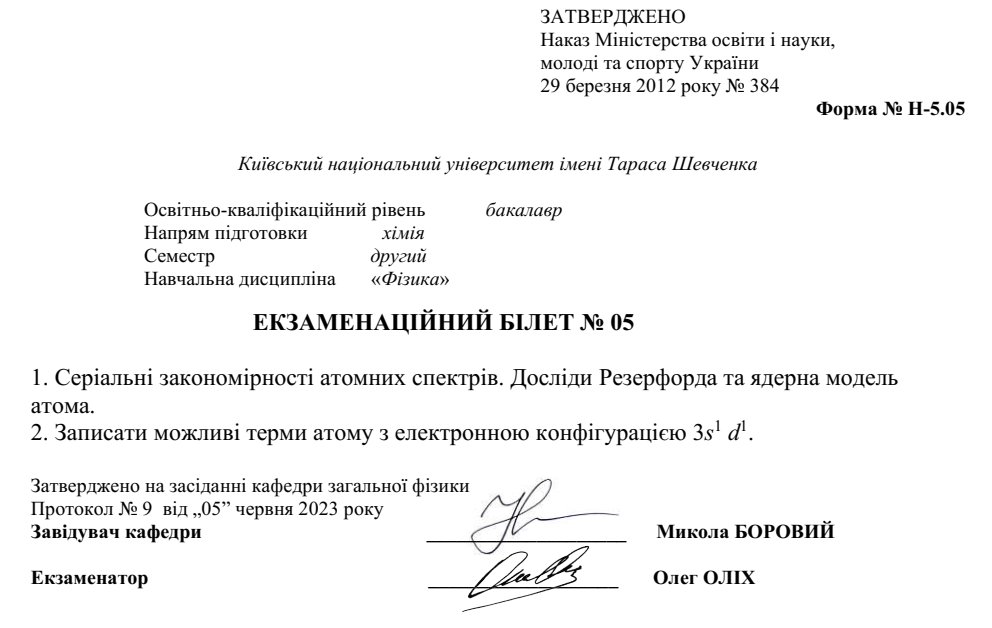 ЗАТВЕРДЖЕНО
Наказ Міністерства освіти і науки,
молоді та спорту України
29 березня 2012 року № 384
Форма № Н-5.05
Київський національний університет імені Тараса Шевченка
Освітньо-кваліфікаційний рівень бакалавр
Напрям підготовки хімія
Семестр другий
Навчальна дисципліна «Фізика»
ЕКЗАМЕНАЦІЙНИЙ БІЛЕТ № 05
1. Серіальні закономірності атомних спектрів. Досліди Резерфорда та ядерна модель
атома.
2. Записати можливі терми атому з електронною конфігурацією 3s¹ d¹.
Затверджено на засіданні кафедри загальної фізики
Протокол № 9 від „05” червня 2023 року
Завідувач кафедри ____________________ Микола БОРОВИЙ
Екзаменатор ____________________ Олег ОЛІХ